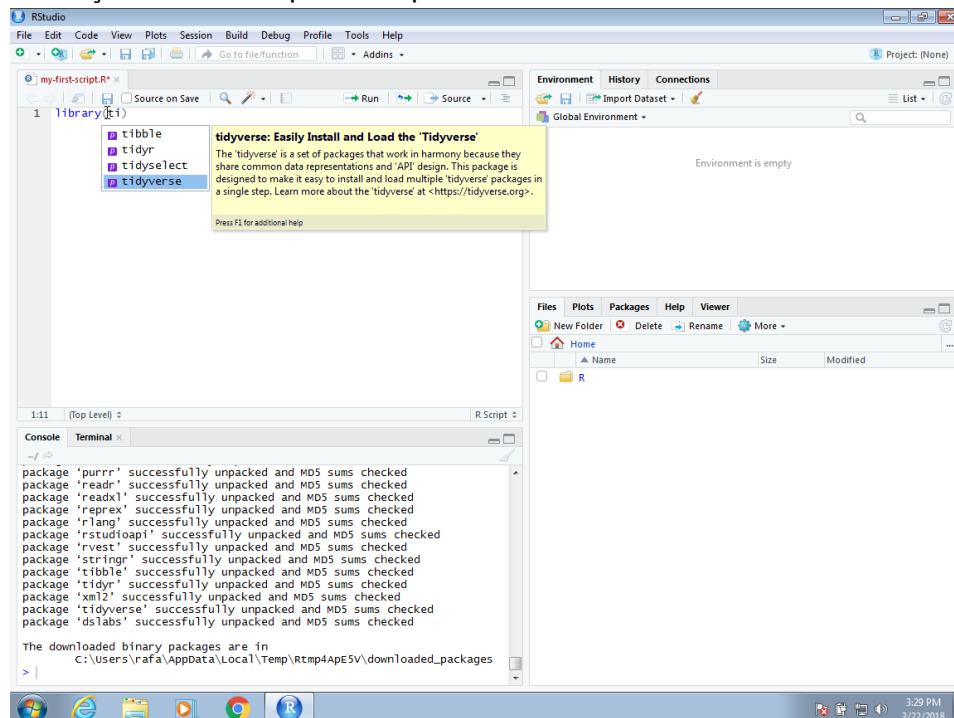 RStudio
File Edit Code View Plots Session Build Debug Profile Tools Help
Go to file/function Addins Project: (None)
my-first-script.R*
Source on Save Run Source
1 library(ti)
tibble
tidyr
tidyselect
tidyverse
tidyverse: Easily Install and Load the 'Tidyverse'
The 'tidyverse' is a set of packages that work in harmony because they
share common data representations and 'API' design. This package is
designed to make it easy to install and load multiple 'tidyverse' packages in
a single step. Learn more about the 'tidyverse' at <https://tidyverse.org>.
Press F1 for additional help
1:11 (Top Level) R Script
Console Terminal
~/
package 'purrr' successfully unpacked and MD5 sums checked
package 'readr' successfully unpacked and MD5 sums checked
package 'readxl' successfully unpacked and MD5 sums checked
package 'reprex' successfully unpacked and MD5 sums checked
package 'rlang' successfully unpacked and MD5 sums checked
package 'rstudioapi' successfully unpacked and MD5 sums checked
package 'rvest' successfully unpacked and MD5 sums checked
package 'stringr' successfully unpacked and MD5 sums checked
package 'tibble' successfully unpacked and MD5 sums checked
package 'tidyr' successfully unpacked and MD5 sums checked
package 'xml2' successfully unpacked and MD5 sums checked
package 'tidyverse' successfully unpacked and MD5 sums checked
package 'dslabs' successfully unpacked and MD5 sums checked
The downloaded binary packages are in
C:\Users\rafa\AppData\Local\Temp\Rtmp4ApE5V\downloaded_packages
>
Environment History Connections
Import Dataset List
Global Environment
Environment is empty
Files Plots Packages Help Viewer
New Folder Delete Rename More
Home ...
Name Size Modified
R
3:29 PM
3/22/2018